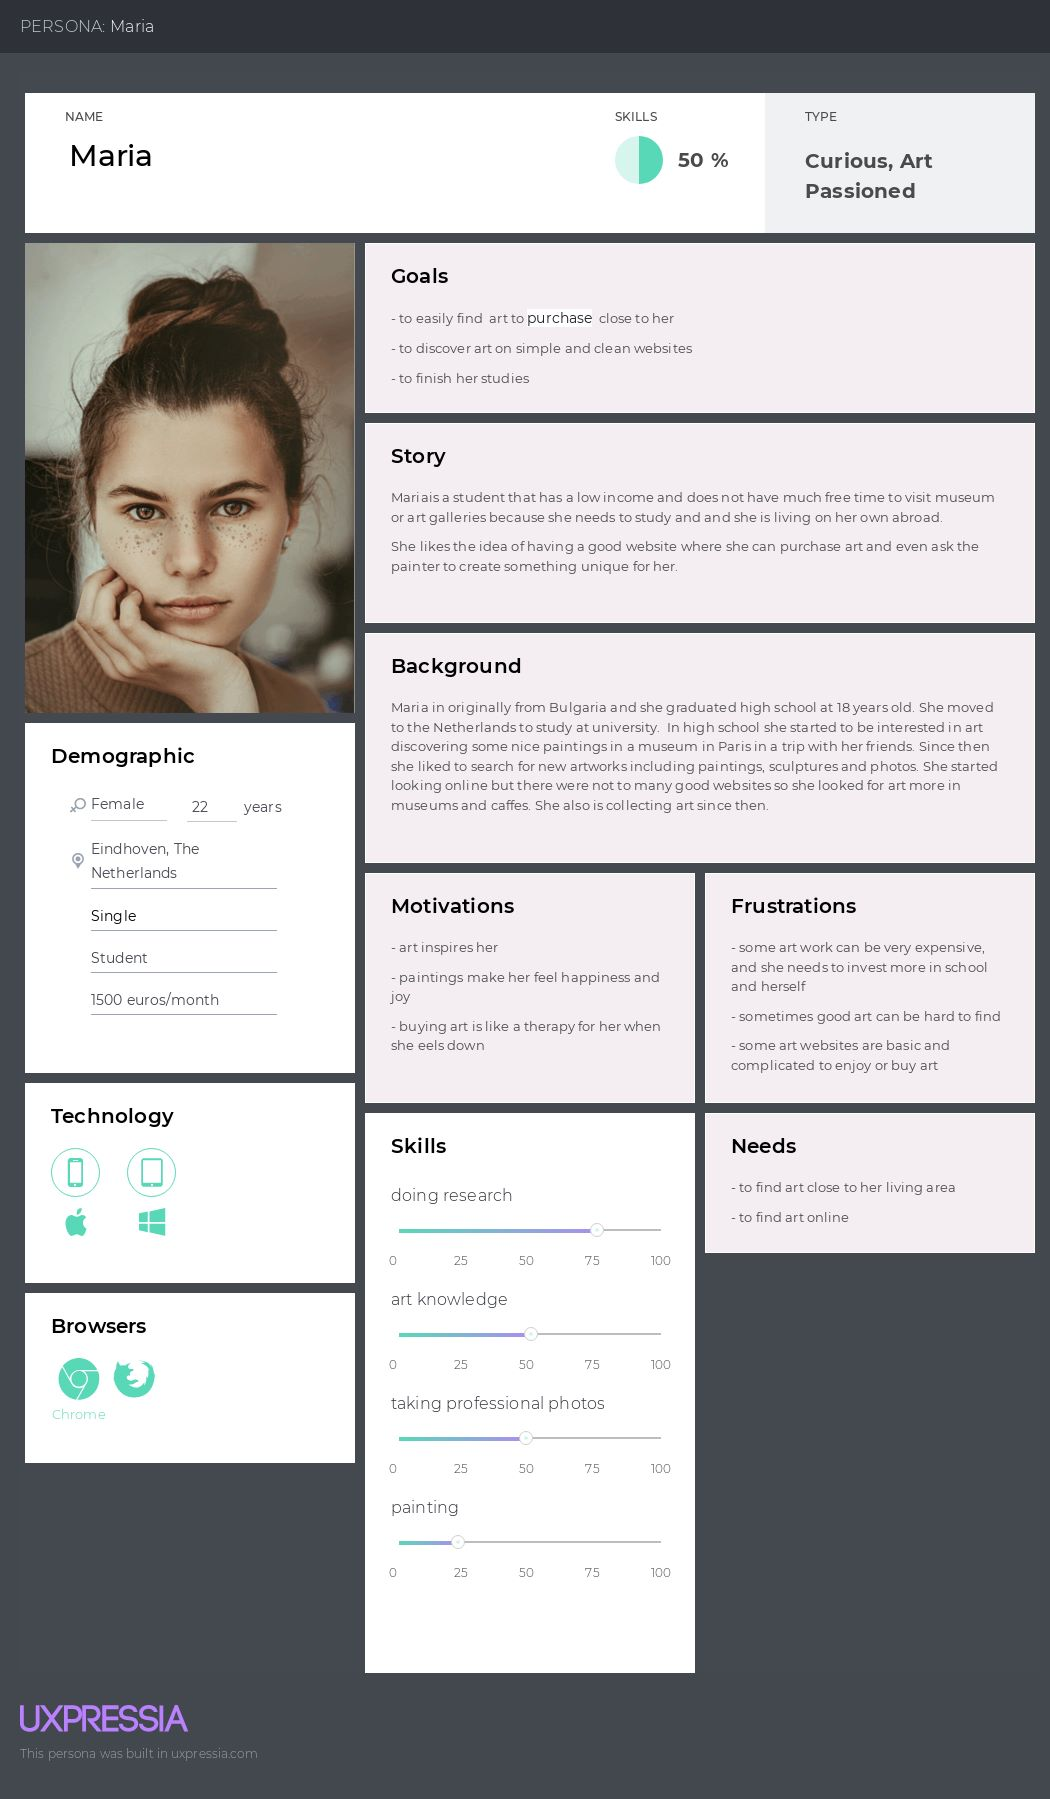 PERSONA: Maria
NAME
Maria
SKILLS
50 %
TYPE
Curious, Art
Passioned
Goals
- to easily find  art to purchase  close to her
- to discover art on simple and clean websites
- to finish her studies
Story
Maria is a student that has a low income and does not have much free time to visit museum
or art galleries because she needs to study and and she is living on her own abroad.
She likes the idea of having a good website where she can purchase art and even ask the
painter to create something unique for her.
Background
Maria in originally from Bulgaria and she graduated high school at 18 years old. She moved
to the Netherlands to study at university.  In high school she started to be interested in art
discovering some nice paintings in a museum in Paris in a trip with her friends. Since then
she liked to search for new artworks including paintings, sculptures and photos. She started
looking online but there were not to many good websites so she looked for art more in
museums and caffes. She also is collecting art since then.
Demographic
Female 22 years
Eindhoven, The
Netherlands
Single
Student
1500 euros/month
Motivations
- art inspires her
- paintings make her feel happiness and
joy
- buying art is like a therapy for her when
she eels down
Frustrations
- some art work can be very expensive,
and she needs to invest more in school
and herself
- sometimes good art can be hard to find
- some art websites are basic and
complicated to enjoy or buy art
Technology
Browsers
Chrome
Skills
doing research
0 25 50 75 100
art knowledge
0 25 50 75 100
taking professional photos
0 25 50 75 100
painting
0 25 50 75 100
Needs
- to find art close to her living area
- to find art online
UXPRESSIA
This persona was built in uxpressia.com